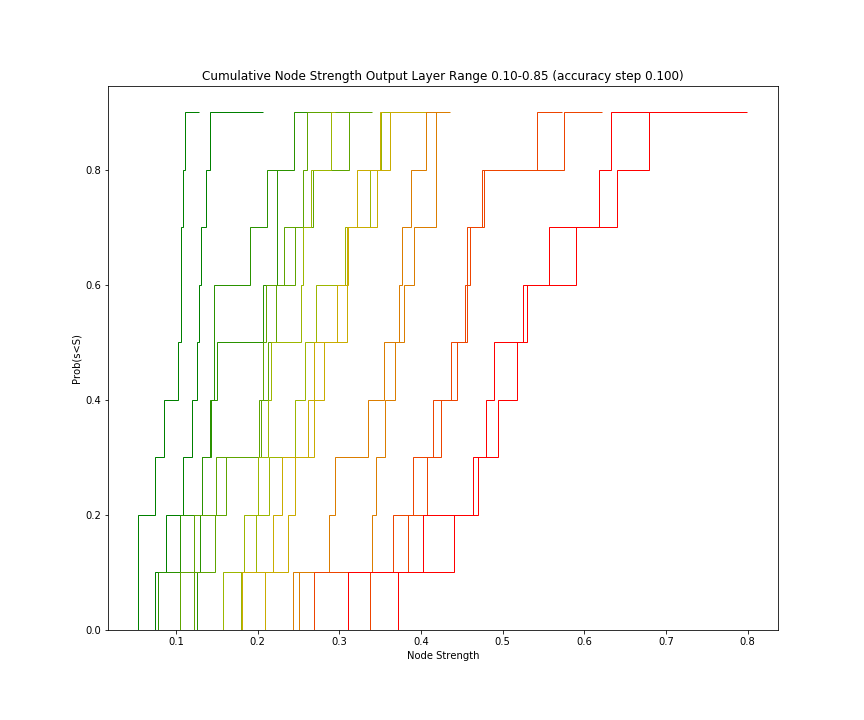 Cumulative Node Strength Output Layer Range 0.10-0.85 (accuracy step 0.100)
0.8
0.6
0.4
0.2
0.0
Prob(s<S)
0.1 0.2 0.3 0.4 0.5 0.6 0.7 0.8
Node Strength